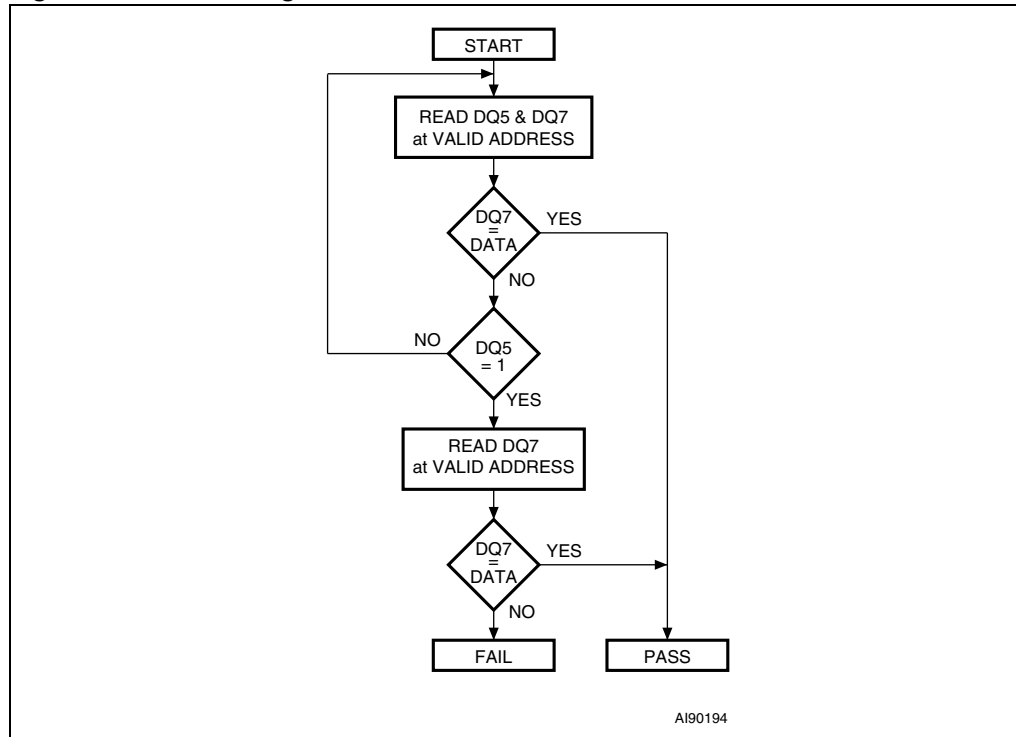 START
READ DQ5 & DQ7
at VALID ADDRESS
DQ7
=
DATA
YES
NO
DQ5
= 1
NO
YES
READ DQ7
at VALID ADDRESS
DQ7
=
DATA
YES
NO
FAIL
PASS
AI90194